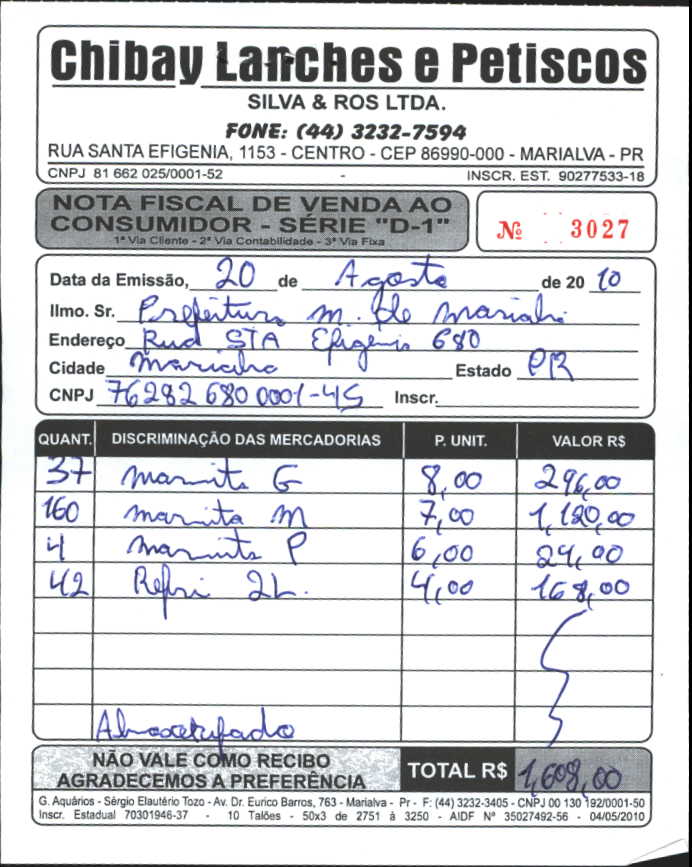 Chibay Lanches e Petiscos
SILVA & ROS LTDA.
FONE: (44) 3232-7594
RUA SANTA EFIGENIA, 1153 - CENTRO - CEP 86990-000 - MARIALVA - PR
CNPJ 81 662 025/0001-52 - INSCR. EST. 90277533-18
NOTA FISCAL DE VENDA AO
CONSUMIDOR - SÉRIE "D-1"
1ª Via Cliente - 2ª Via Contabilidade - 3ª Via Fixa
Nº 3027
Data da Emissão, 20 de Agosto de 20 10
Ilmo. Sr. Prefeitura m. de Marialva
Endereço Rua STA Efigenia 680
Cidade Marialva Estado PR
CNPJ 76282680 0001-45 Inscr.
QUANT. DISCRIMINAÇÃO DAS MERCADORIAS P. UNIT. VALOR R$
37 marmita G 8,00 296,00
160 marmita M 7,00 1,120,00
4 marmita P 6,00 24,00
42 Refri 2L. 4,00 168,00
Almoxarifado
NÃO VALE COMO RECIBO
AGRADECEMOS A PREFERÊNCIA
TOTAL R$ 1,608,00
G. Aquários - Sérgio Elautério Tozo - Av. Dr. Eurico Barros, 763 - Marialva - Pr - F: (44) 3232-3405 - CNPJ 00 130 192/0001-50
Inscr. Estadual 70301946-37 - 10 Talões - 50x3 de 2751 à 3250 - AIDF Nº 35027492-56 - 04/05/2010